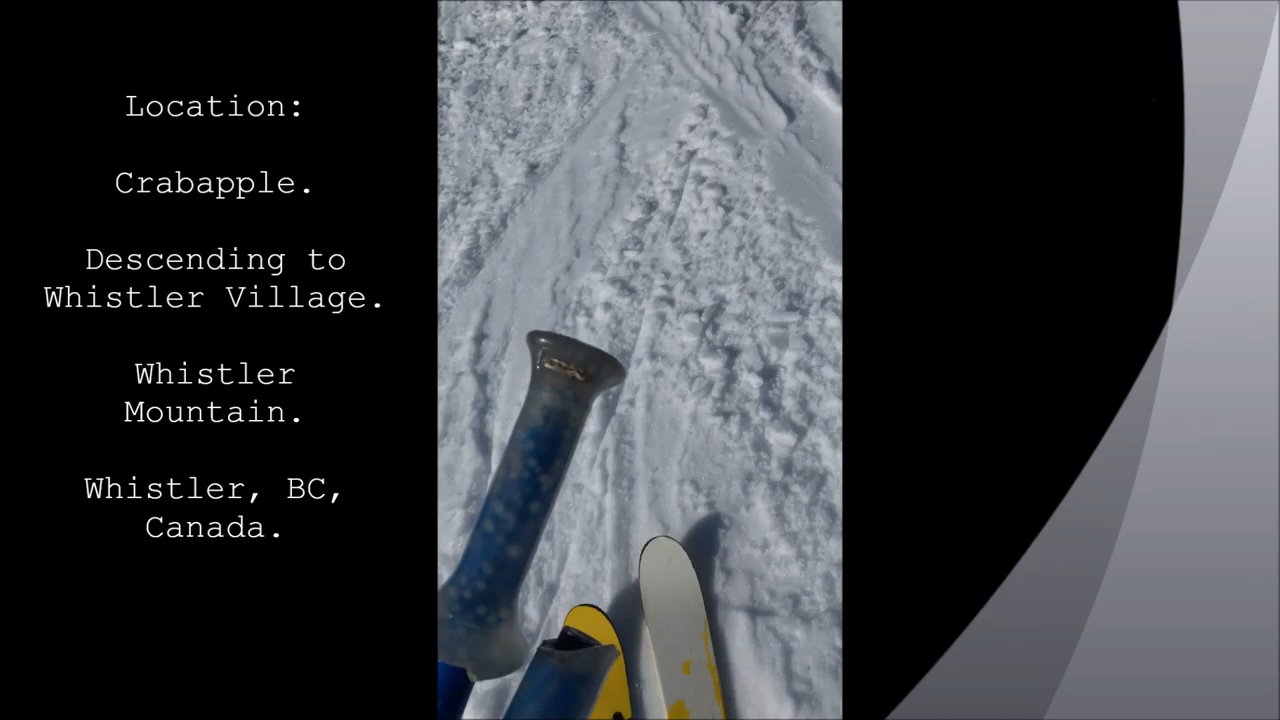 Location:
Crabapple.
Descending to
Whistler Village.
Whistler
Mountain.
Whistler, BC,
Canada.